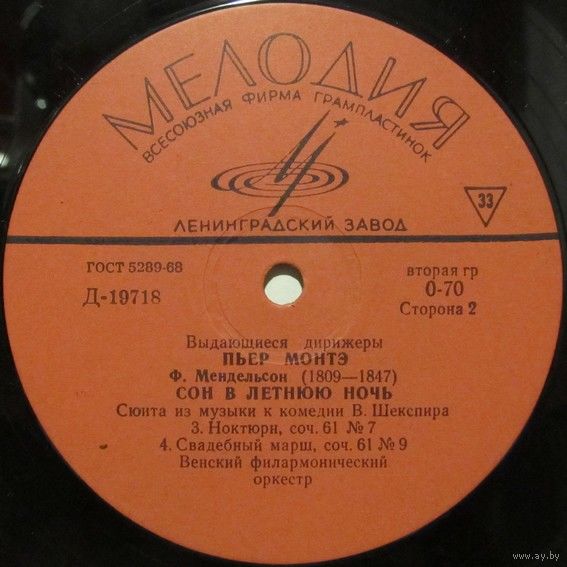 МЕЛОДИЯ
ВСЕСОЮЗНАЯ ФИРМА ГРАМПЛАСТИНОК
33
ЛЕНИНГРАДСКИЙ ЗАВОД
ГОСТ 5289-68
вторая гр
Д-19718
0-70
Сторона 2
Выдающиеся дирижеры
ПЬЕР МОНТЭ
Ф. Мендельсон (1809—1847)
СОН В ЛЕТНЮЮ НОЧЬ
Сюита из музыки к комедии В. Шекспира
3. Ноктюрн, соч. 61 № 7
4. Свадебный марш, соч. 61 № 9
Венский филармонический
оркестр
www.ay.by